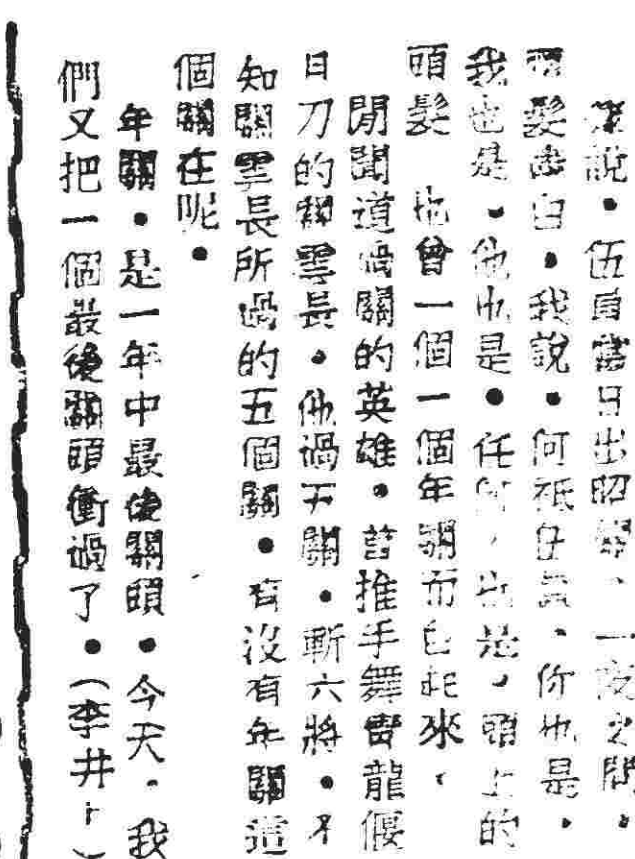 說．伍員當日出昭關、一夜之間．
頭髮盡白．我說．何祇伍員、你也是．
我也是．他也是．任何，也是，頭上的
頭髮 也曾一個一個年關而白起來，
閒聞道過關的英雄．首推手舞青龍偃
月刀的關雲長．他過五關．斬六將．不
知關雲長所過的五個關．有沒有年關這
個關在呢．
年關．是一年中最後關頭．今天．我
們又把一個最後關頭衝過了．（李井）